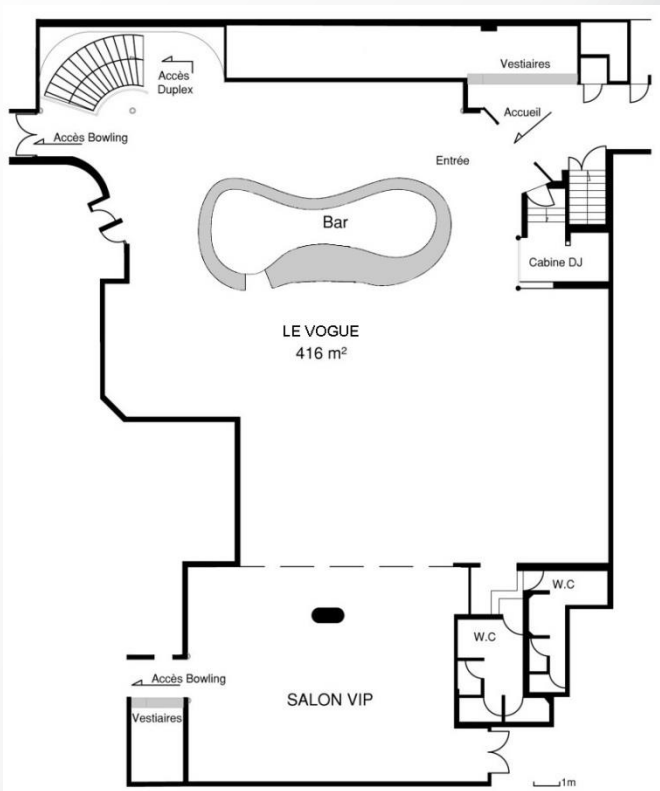 Vestiaires
Accès
Duplex
Accueil
Accès Bowling
Entrée
Bar
Cabine DJ
LE VOGUE
416 m²
W.C
W.C
Accès Bowling
SALON VIP
Vestiaires
1m